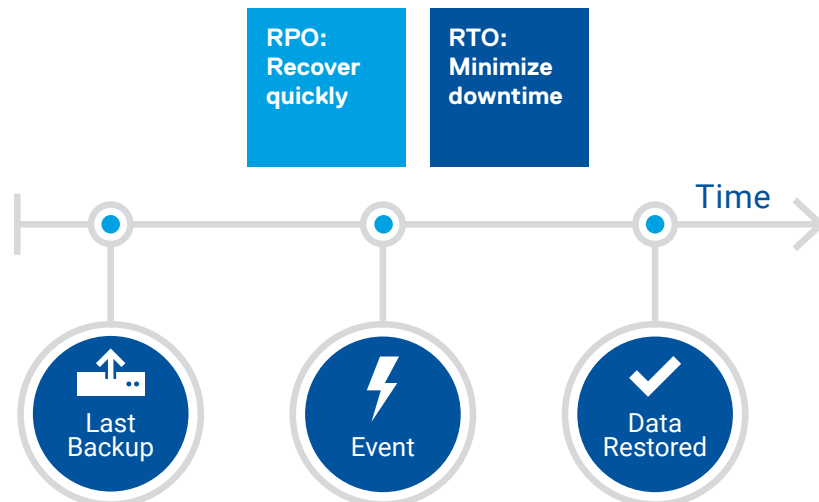 RPO:
Recover
quickly
RTO:
Minimize
downtime
Time
Last
Backup
Event
Data
Restored